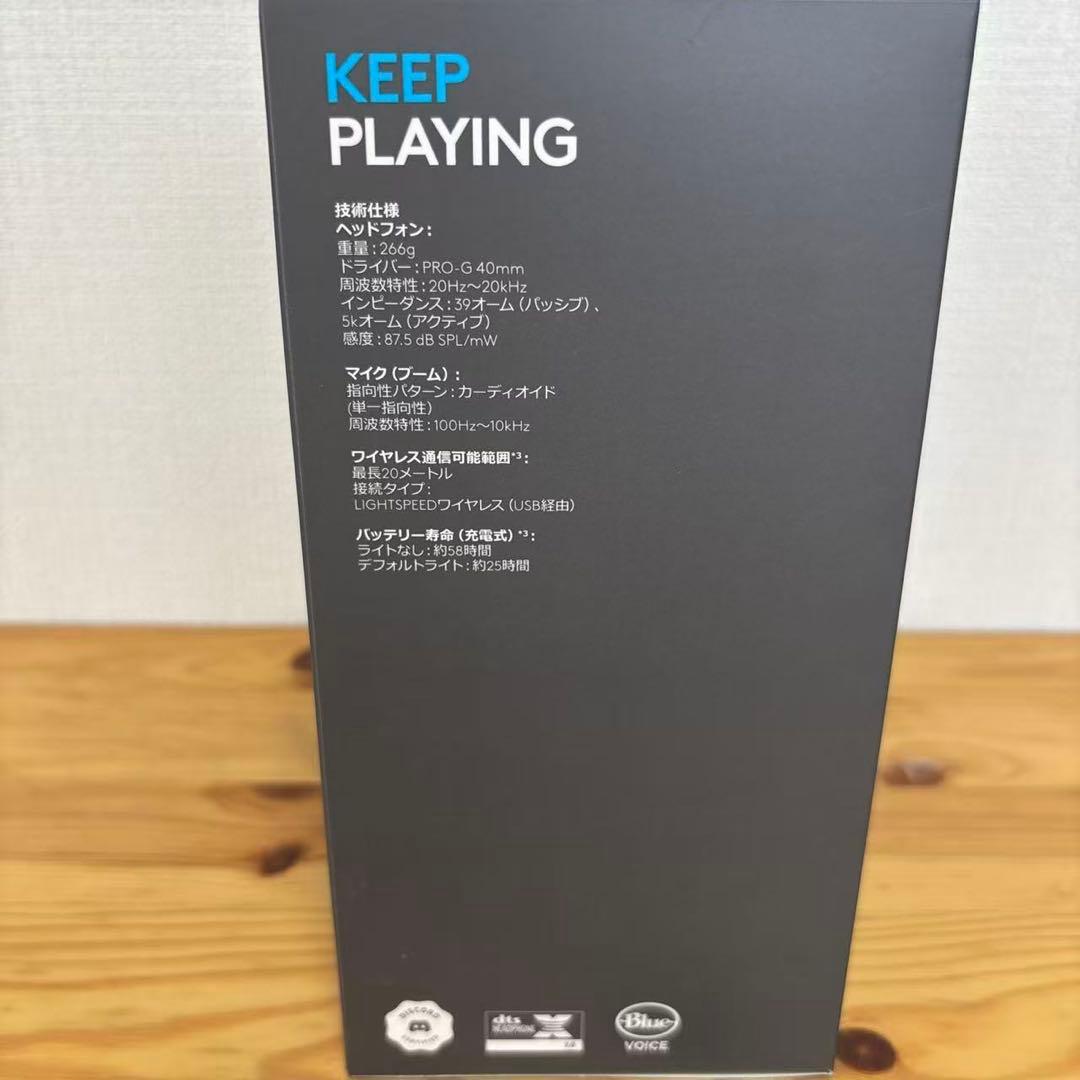 KEEP
PLAYING
技術仕様
ヘッドフォン:
重量:266g
ドライバー:PRO-G 40mm
周波数特性:20Hz〜20kHz
インピーダンス:39オーム(パッシブ)、
5kオーム(アクティブ)
感度:87.5 dB SPL/mW
マイク(ブーム):
指向性パターン:カーディオイド
(単一指向性)
周波数特性:100Hz〜10kHz
ワイヤレス通信可能範囲*3:
最長20メートル
接続タイプ:
LIGHTSPEEDワイヤレス(USB経由)
バッテリー寿命(充電式)*3:
ライトなし:約58時間
デフォルトライト:約25時間
DISCORD
CERTIFIED
dts
HEADPHONE X
2.0
Blue
VO!CE